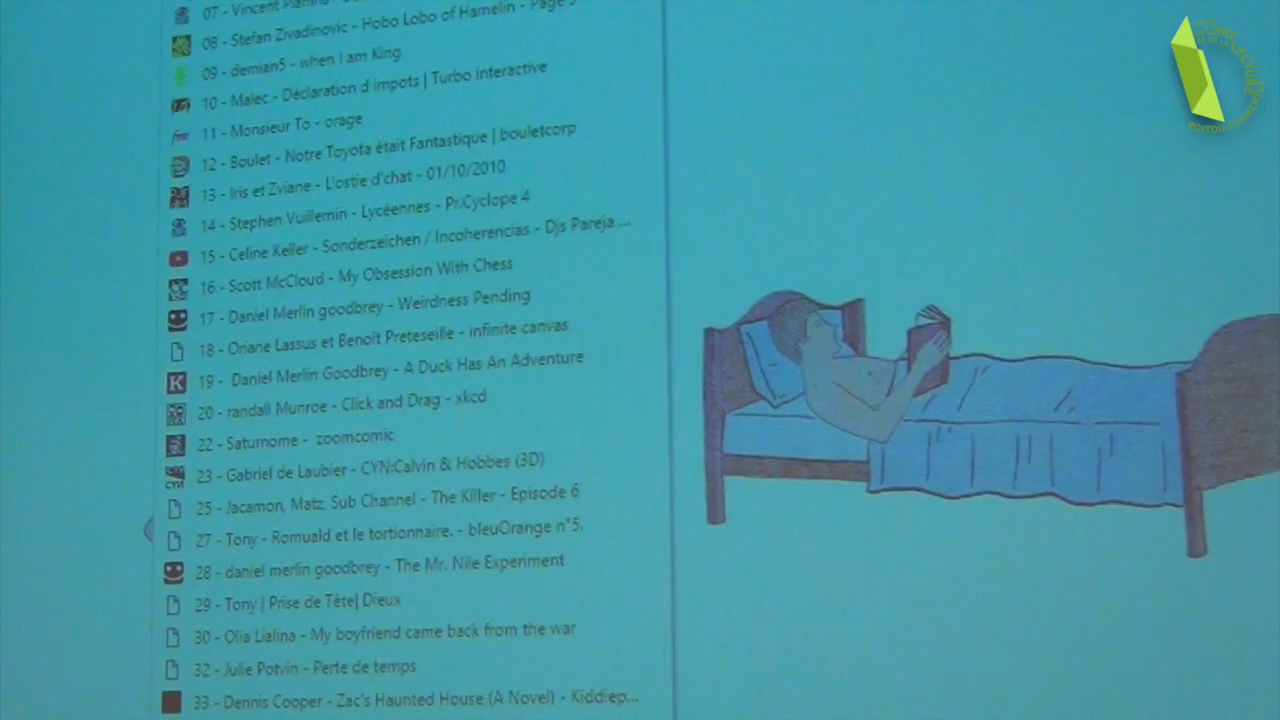 07 - Vincent
08 - Stefan Zivadinovic - Hobo Lobo of Hamelin - Page
09 - demian5 - when I am King
10 - Malec - Déclaration d impots | Turbo interactive
11 - Monsieur To - orage
12 - Boulet - Notre Toyota était Fantastique | bouletcorp
13 - Iris et Zviane - L'ostie d'chat - 01/10/2010
14 - Stephen Vuillemin - Lycéennes - Pr.Cyclope 4
15 - Celine Keller - Sonderzeichen / Incoherencias - Djs Pareja ...
16 - Scott McCloud - My Obsession With Chess
17 - Daniel Merlin goodbrey - Weirdness Pending
18 - Oriane Lassus et Benoît Preteseille - infinite canvas
19 - Daniel Merlin Goodbrey - A Duck Has An Adventure
20 - randall Munroe - Click and Drag - xkcd
22 - Saturnome - zoomcomic
23 - Gabriel de Laubier - CYN:Calvin & Hobbes (3D)
25 - Jacamon, Matz, Sub Channel - The Killer - Episode 6
27 - Tony - Romuald et le tortionnaire. - bleuOrange n°5.
28 - daniel merlin goodbrey - The Mr. Nile Experiment
29 - Tony | Prise de Tête| Dieux
30 - Olia Lialina - My boyfriend came back from the war
32 - Julie Potvin - Perte de temps
33 - Dennis Cooper - Zac's Haunted House (A Novel) - Kiddiep...
LIVRE
ET DE LA LECTURE
POITOU-CHARENTES